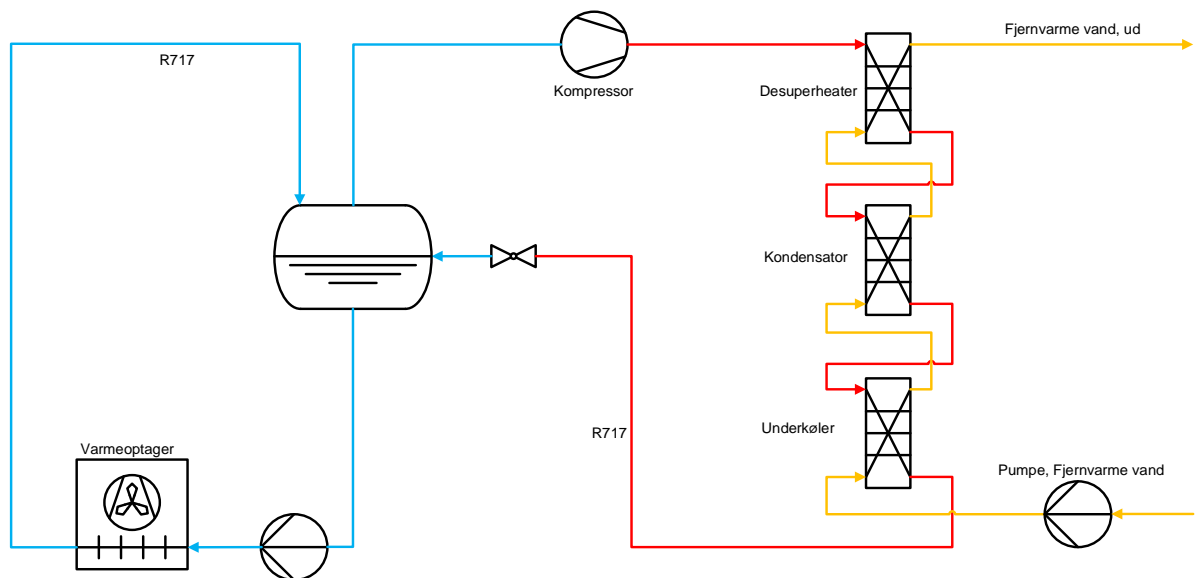 Fjernvarme vand, ud
R717
Kompressor
Desuperheater
Kondensator
Underkøler
R717
Varmeoptager
Pumpe, Fjernvarme vand